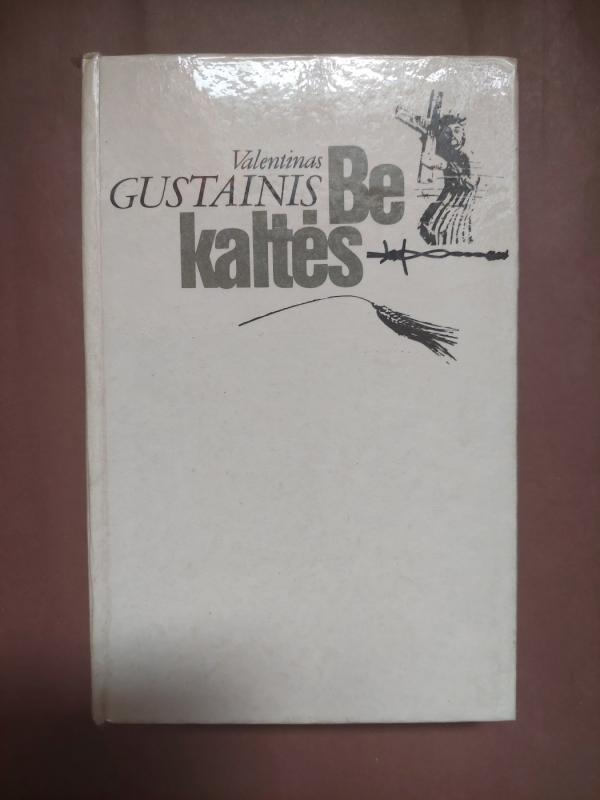 Valentinas
GUSTAINIS
Be
kaltės